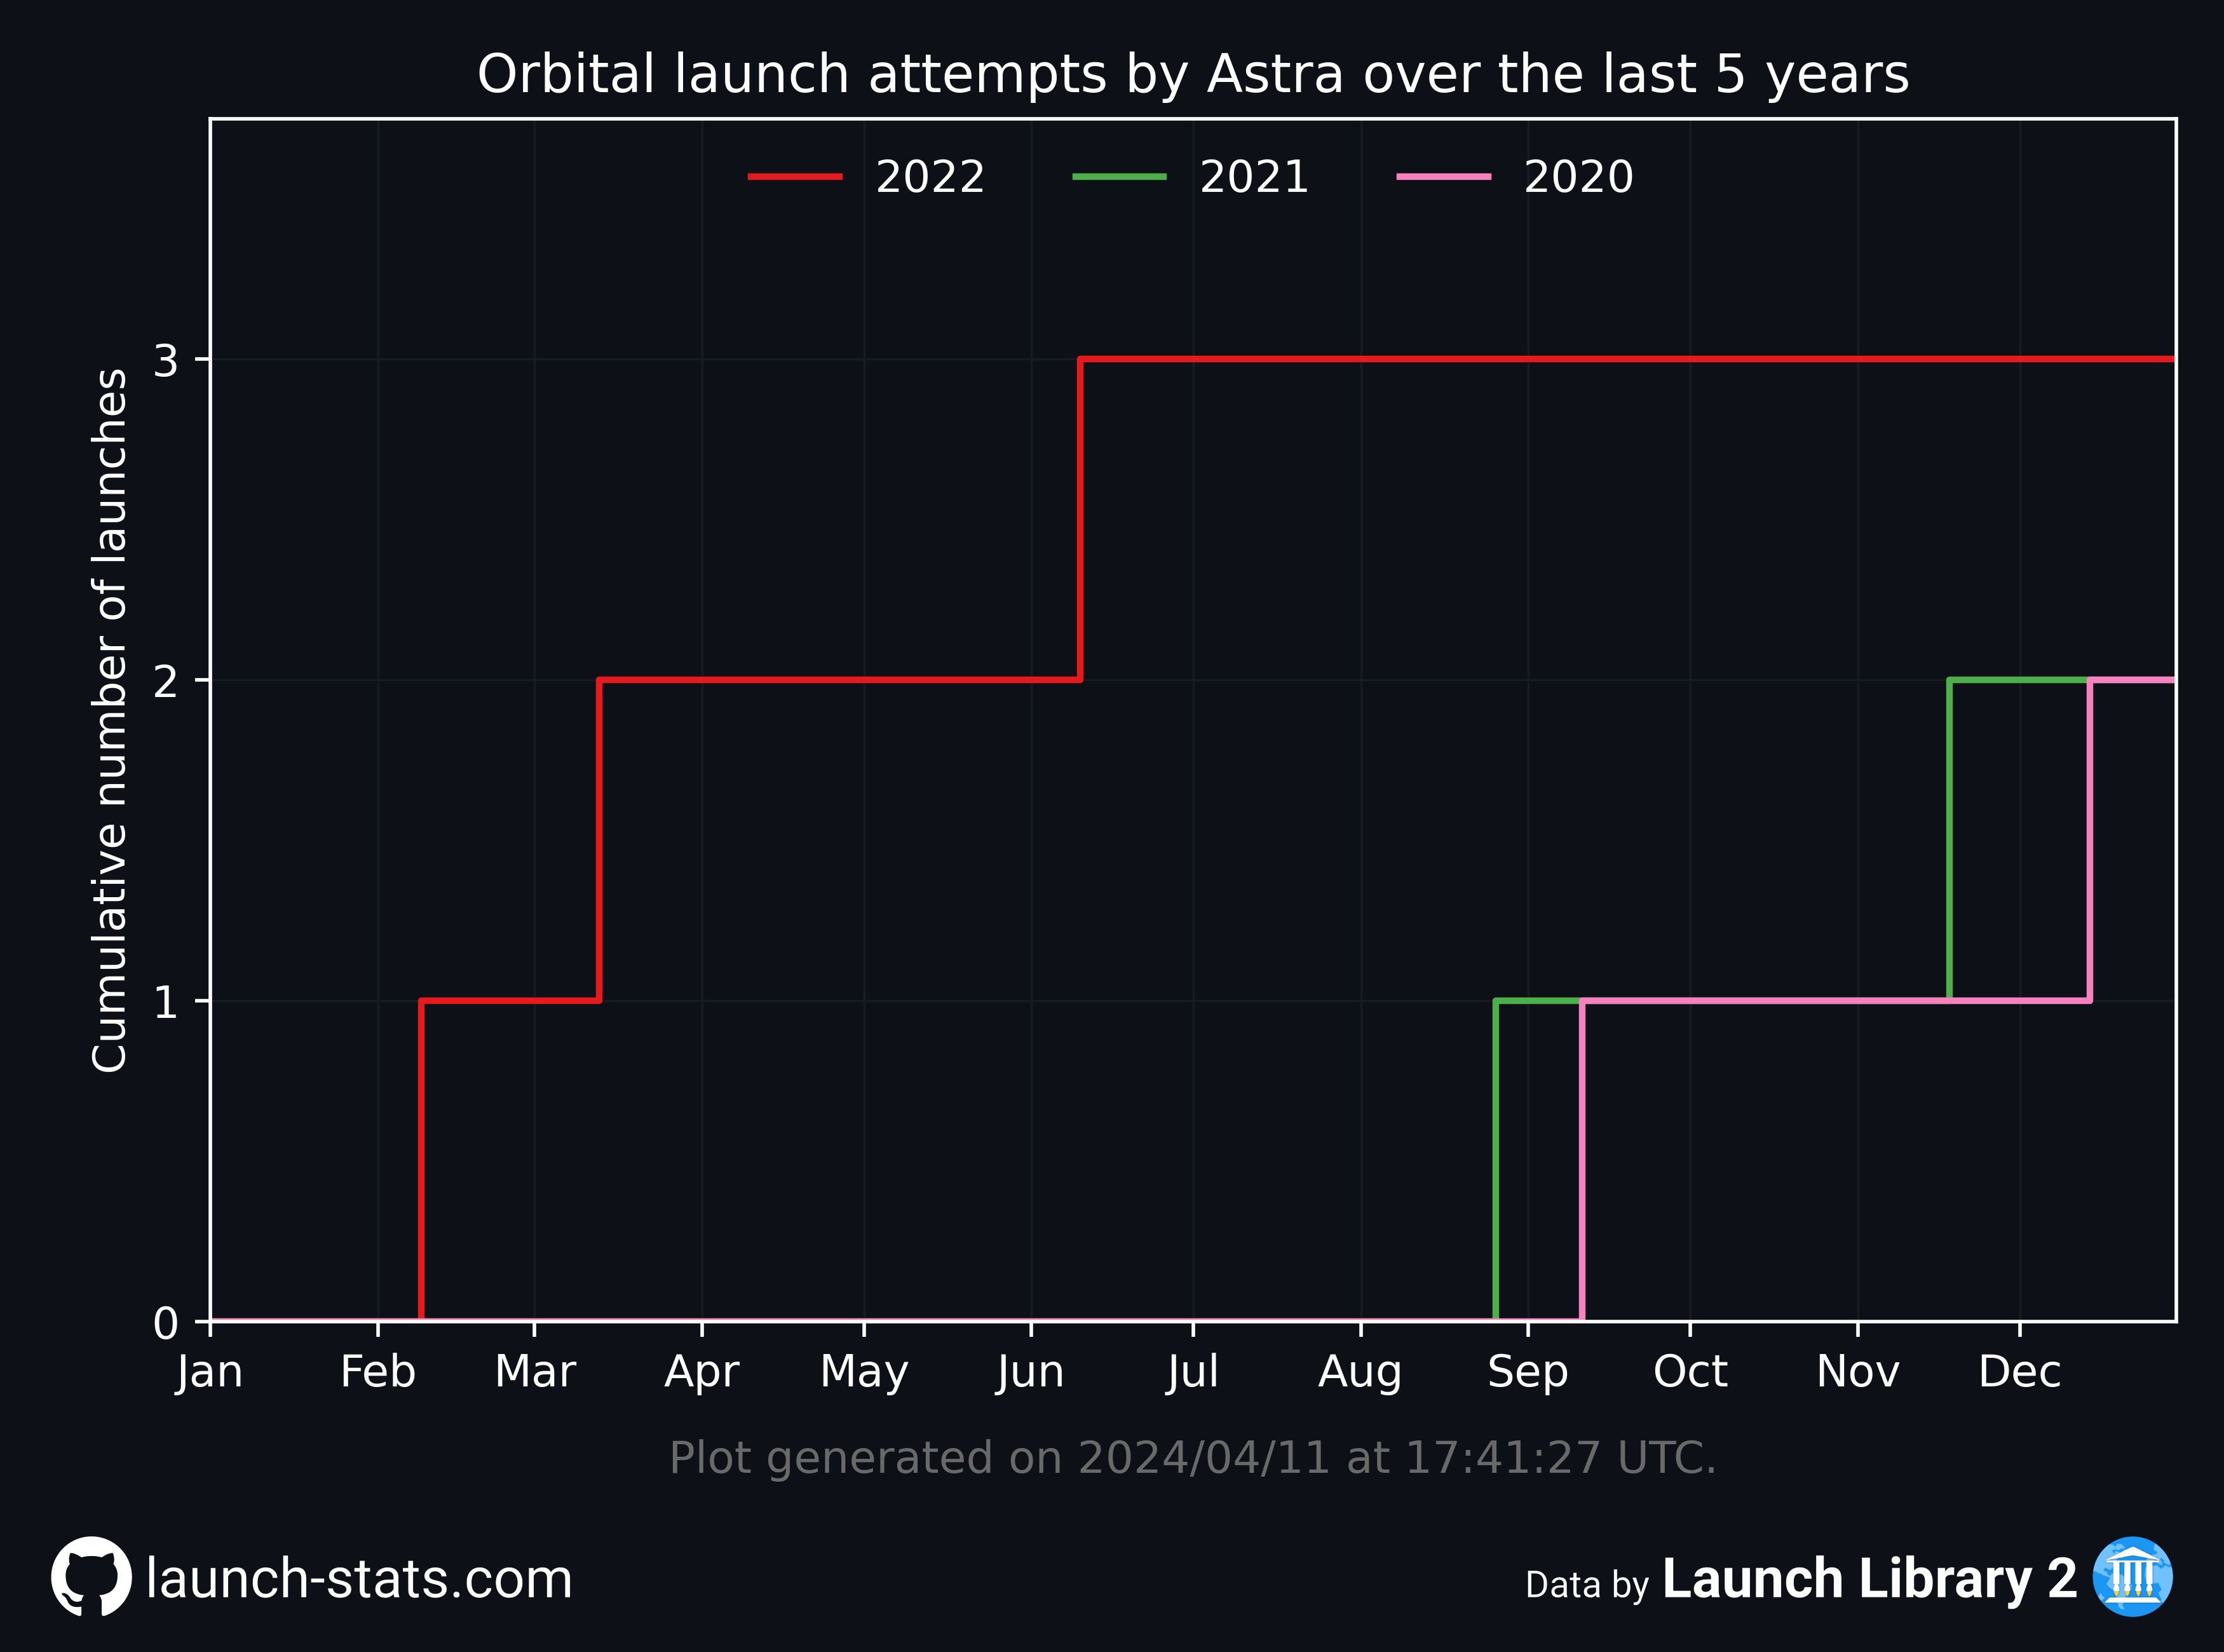 Orbital launch attempts by Astra over the last 5 years
2022 2021 2020
Cumulative number of launches
3
2
1
0
Jan Feb Mar Apr May Jun Jul Aug Sep Oct Nov Dec
Plot generated on 2024/04/11 at 17:41:27 UTC.
launch-stats.com
Data by Launch Library 2